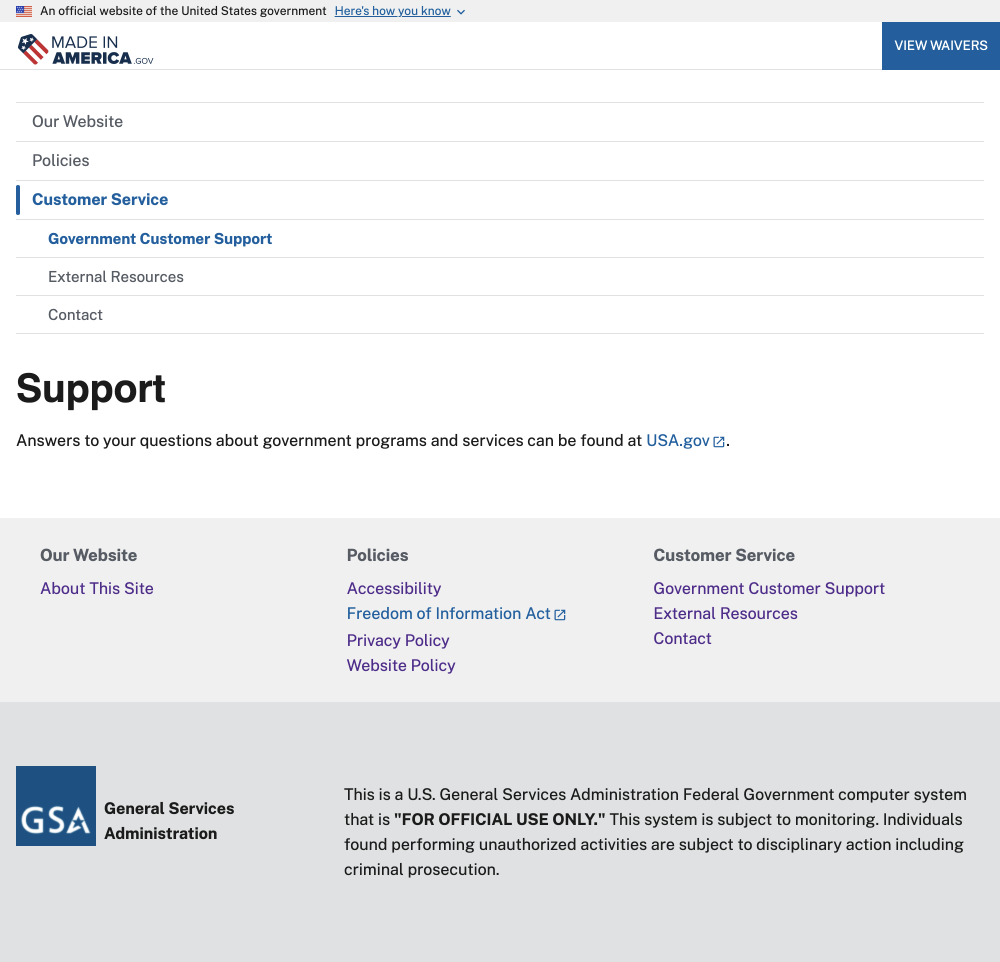 An official website of the United States government Here's how you know
MADE IN
AMERICA.GOV
VIEW WAIVERS
Our Website
Policies
Customer Service
Government Customer Support
External Resources
Contact
Support
Answers to your questions about government programs and services can be found at USA.gov.
Our Website
About This Site
Policies
Accessibility
Freedom of Information Act
Privacy Policy
Website Policy
Customer Service
Government Customer Support
External Resources
Contact
GSA
General Services
Administration
This is a U.S. General Services Administration Federal Government computer system
that is "FOR OFFICIAL USE ONLY." This system is subject to monitoring. Individuals
found performing unauthorized activities are subject to disciplinary action including
criminal prosecution.